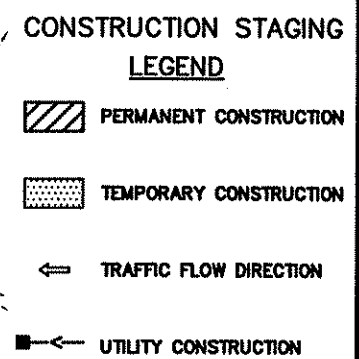 CONSTRUCTION STAGING
LEGEND
PERMANENT CONSTRUCTION
TEMPORARY CONSTRUCTION
TRAFFIC FLOW DIRECTION
UTILITY CONSTRUCTION